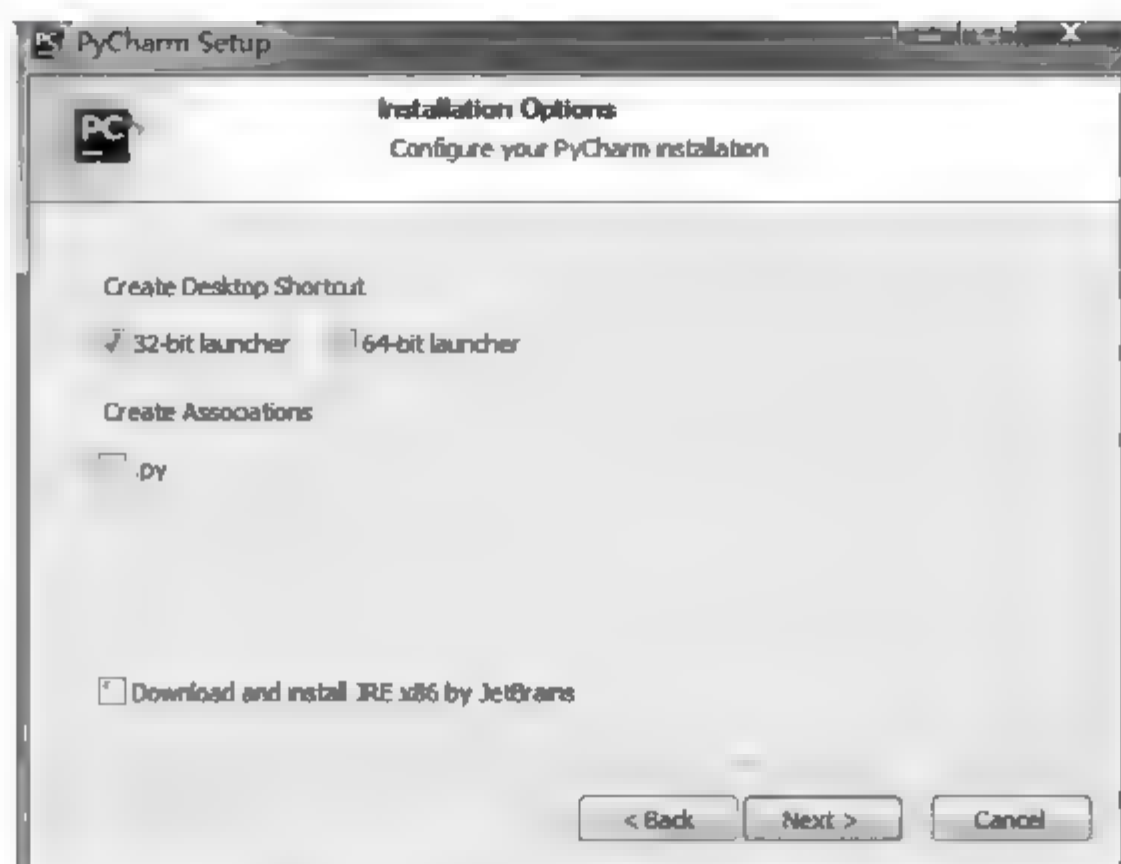 PC PyCharm Setup
PC
Installation Options
Configure your PyCharm installation
Create Desktop Shortcut
32-bit launcher 64-bit launcher
Create Associations
.py
Download and install JRE x86 by JetBrains
< Back Next > Cancel